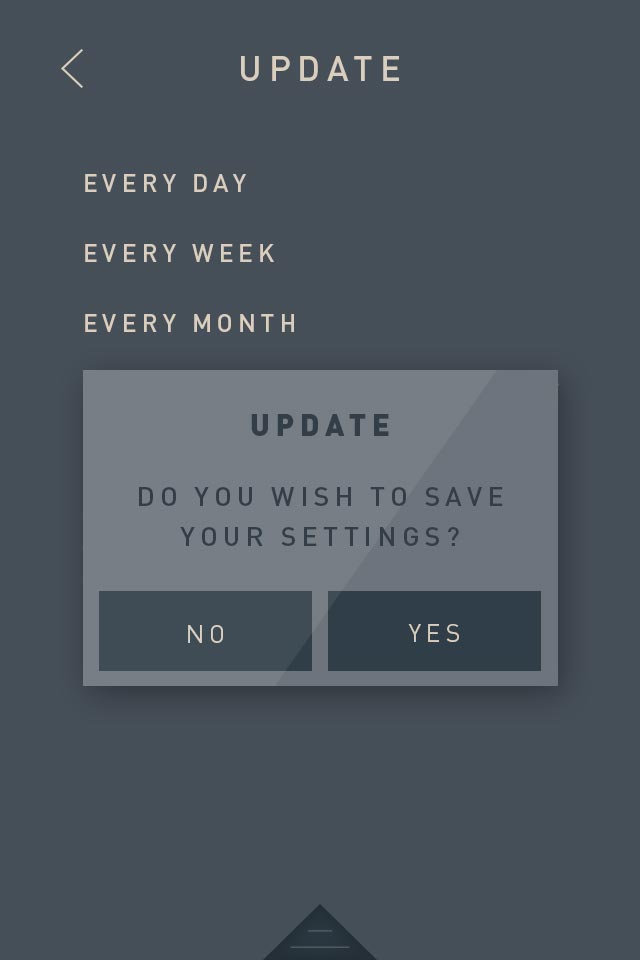 UPDATE
EVERY DAY
EVERY WEEK
EVERY MONTH
UPDATE
DO YOU WISH TO SAVE
YOUR SETTINGS?
NO
YES